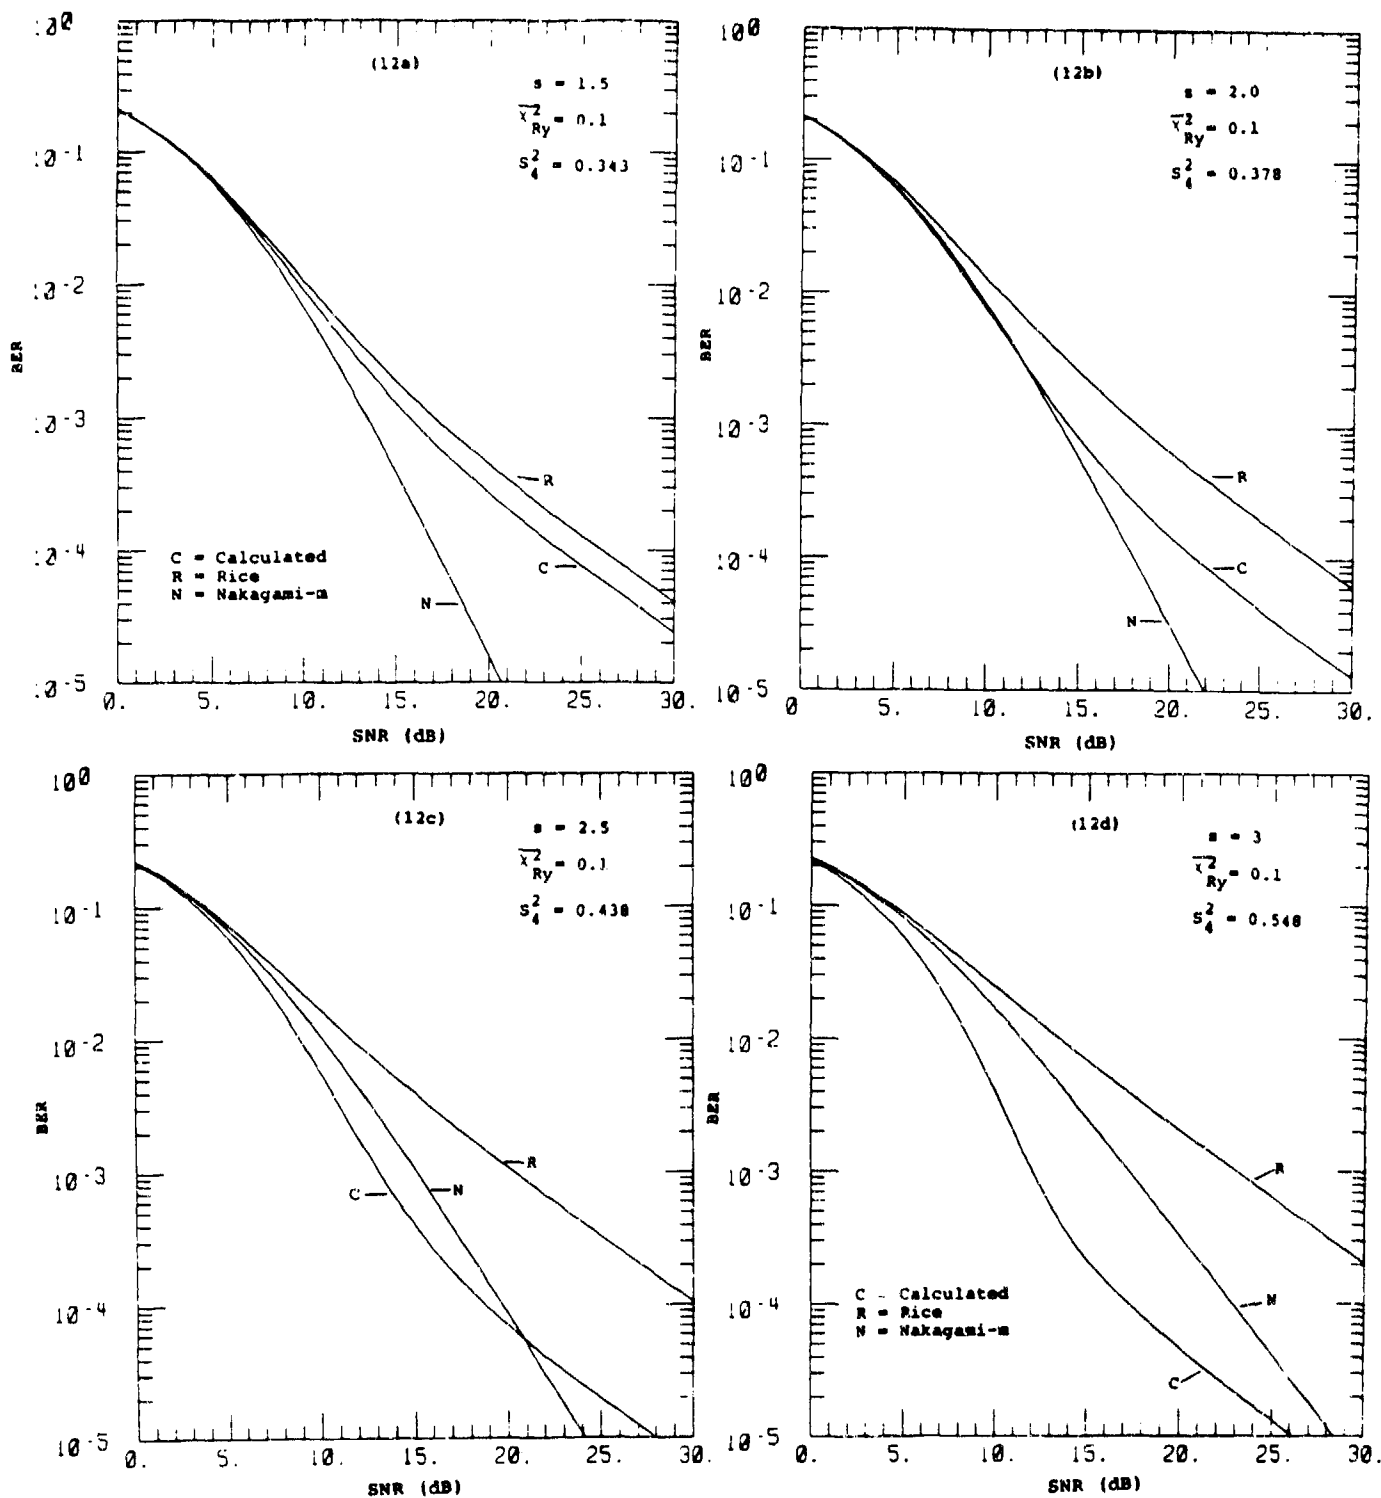 (12a)
s = 1.5
χ²Ry = 0.1
S₄² = 0.343
10⁰
10⁻¹
10⁻²
10⁻³
10⁻⁴
10⁻⁵
BER
R
C
N
C = Calculated
R = Rice
N = Nakagami-m
0. 5. 10. 15. 20. 25. 30.
SNR (dB)
(12b)
s = 2.0
χ²Ry = 0.1
S₄² = 0.378
10⁰
10⁻¹
10⁻²
10⁻³
10⁻⁴
10⁻⁵
BER
R
C
N
0 5. 10. 15. 20. 25. 30.
SNR (dB)
(12c)
s = 2.5
χ²Ry = 0.1
S₄² = 0.438
10⁰
10⁻¹
10⁻²
10⁻³
10⁻⁴
10⁻⁵
BER
R
C
N
0. 5. 10. 15. 20. 25. 30.
SNR (dB)
(12d)
s = 3
χ²Ry = 0.1
S₄² = 0.548
10⁰
10⁻¹
10⁻²
10⁻³
10⁻⁴
10⁻⁵
BER
R
N
C
C - Calculated
R = Rice
N = Nakagami-m
0. 5. 10. 15. 20. 25. 30.
SNR (dB)